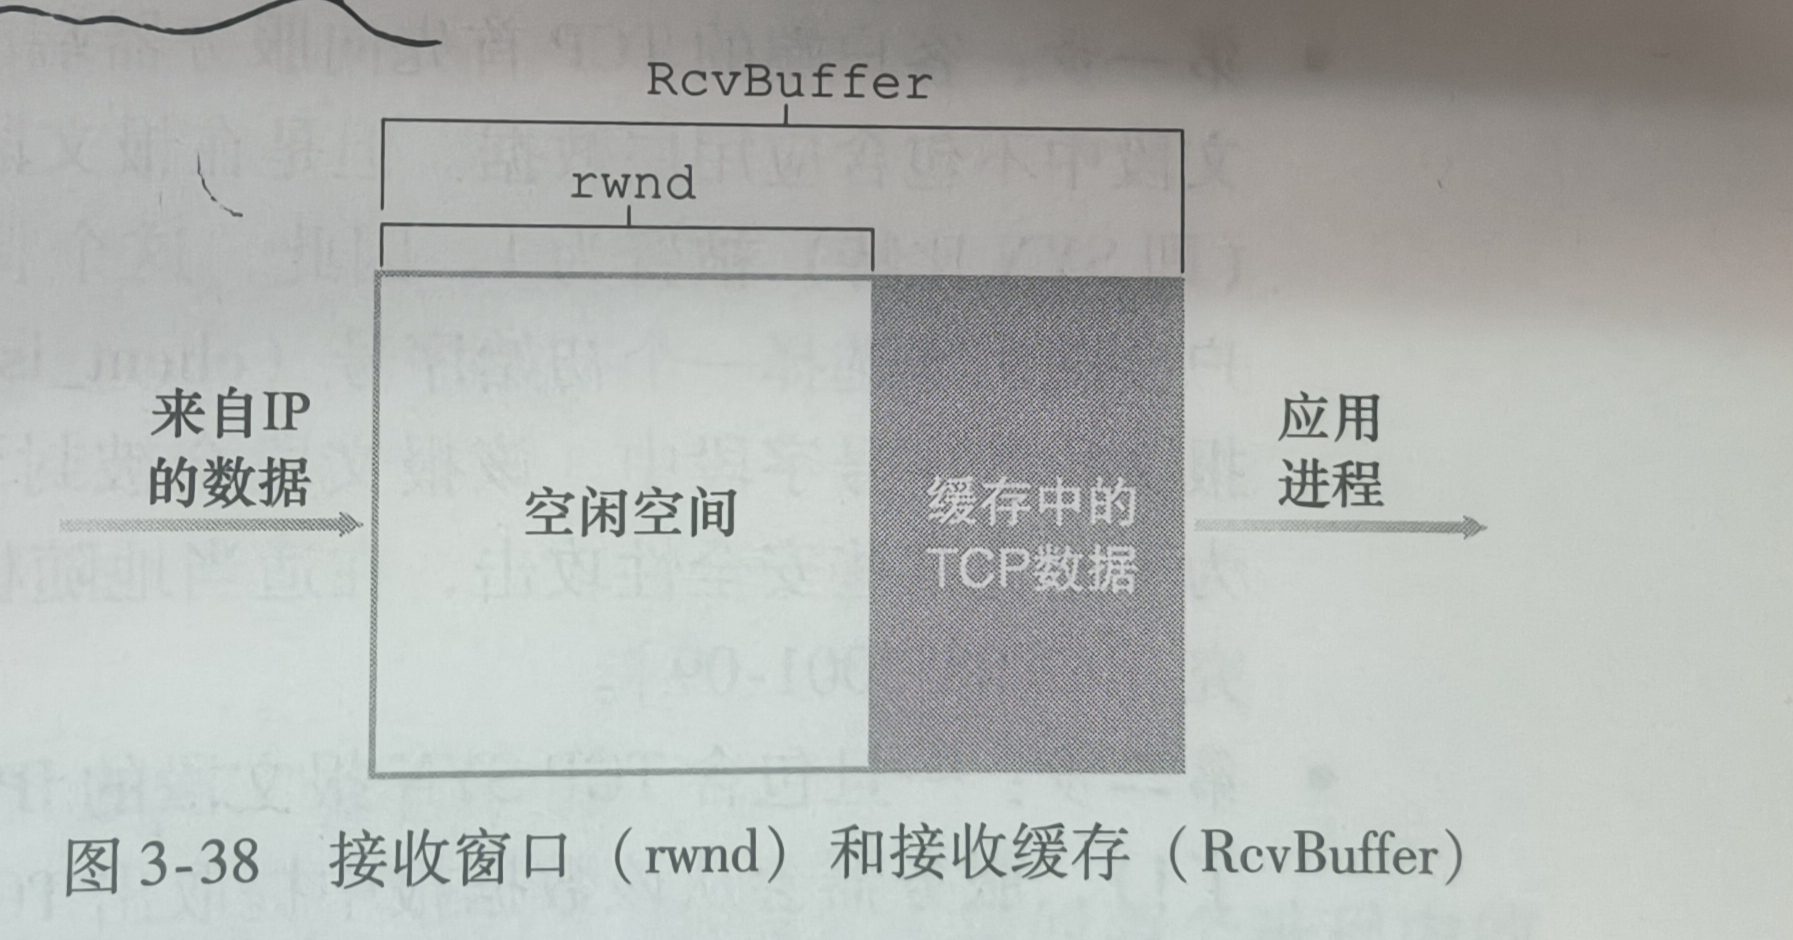 RcvBuffer
rwnd
来自IP
的数据
空闲空间
缓存中的
TCP数据
应用
进程
图 3-38 接收窗口（rwnd）和接收缓存（RcvBuffer）